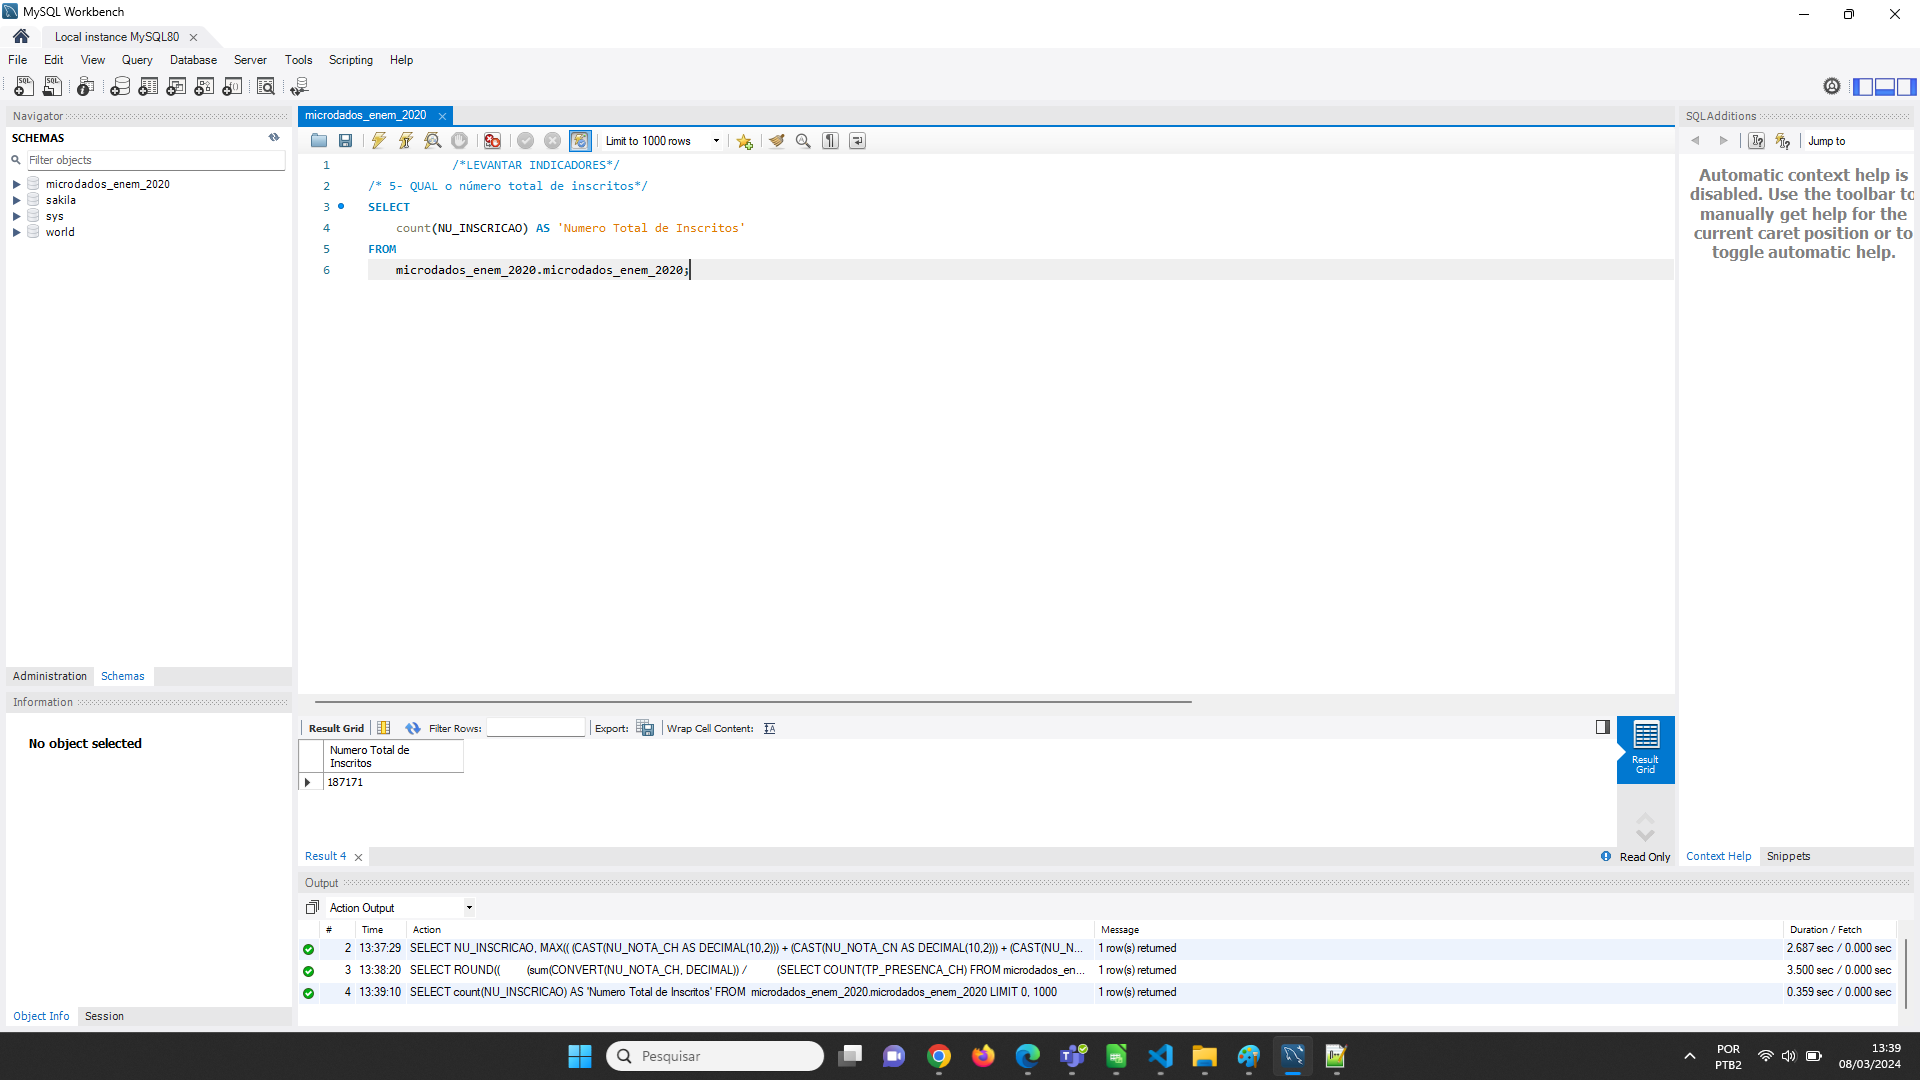 MySQL Workbench
Local instance MySQL80
File Edit View Query Database Server Tools Scripting Help
Navigator
SCHEMAS
Filter objects
microdados_enem_2020
sakila
sys
world
Administration Schemas
Information
No object selected
Object Info Session
microdados_enem_2020
Limit to 1000 rows
1 /*LEVANTAR INDICADORES*/
2 /* 5- QUAL o número total de inscritos*/
3 SELECT
4 count(NU_INSCRICAO) AS 'Numero Total de Inscritos'
5 FROM
6 microdados_enem_2020.microdados_enem_2020;
Result Grid Filter Rows: Export: Wrap Cell Content:
Numero Total de
Inscritos
187171
Result
Grid
Result 4
Read Only
SQLAdditions
Jump to
Automatic context help is
disabled. Use the toolbar to
manually get help for the
current caret position or to
toggle automatic help.
Context Help Snippets
Output
Action Output
# Time Action Message Duration / Fetch
2 13:37:29 SELECT NU_INSCRICAO, MAX(( (CAST(NU_NOTA_CH AS DECIMAL(10,2))) + (CAST(NU_NOTA_CN AS DECIMAL(10,2))) + (CAST(NU_N... 1 row(s) returned 2.687 sec / 0.000 sec
3 13:38:20 SELECT ROUND(( (sum(CONVERT(NU_NOTA_CH, DECIMAL)) / (SELECT COUNT(TP_PRESENCA_CH) FROM microdados_en... 1 row(s) returned 3.500 sec / 0.000 sec
4 13:39:10 SELECT count(NU_INSCRICAO) AS 'Numero Total de Inscritos' FROM microdados_enem_2020.microdados_enem_2020 LIMIT 0, 1000 1 row(s) returned 0.359 sec / 0.000 sec
Pesquisar
POR
PTB2
13:39
08/03/2024